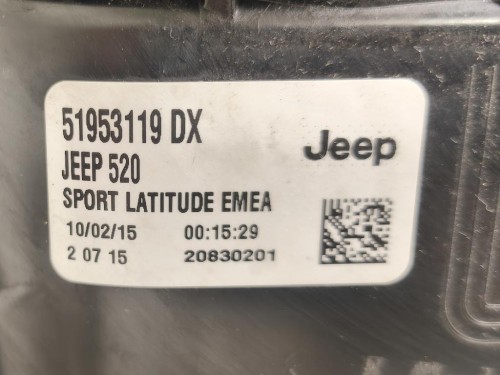 51953119 DX
JEEP 520
Jeep
SPORT LATITUDE EMEA
10/02/15 00:15:29
2 07 15 20830201